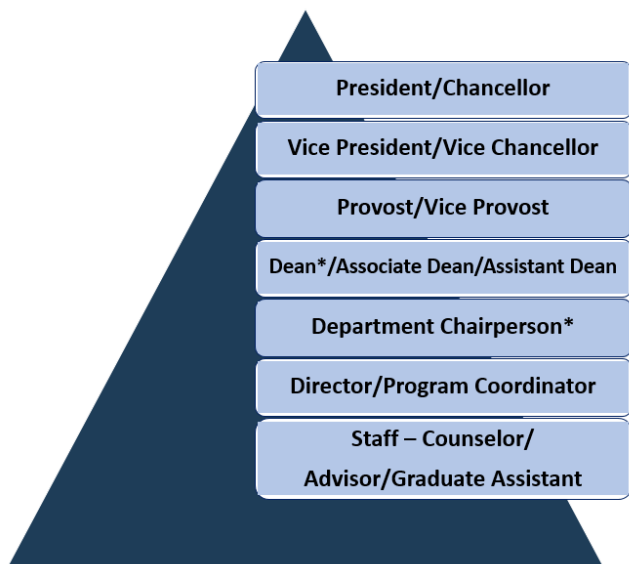 President/Chancellor
Vice President/Vice Chancellor
Provost/Vice Provost
Dean*/Associate Dean/Assistant Dean
Department Chairperson*
Director/Program Coordinator
Staff – Counselor/
Advisor/Graduate Assistant